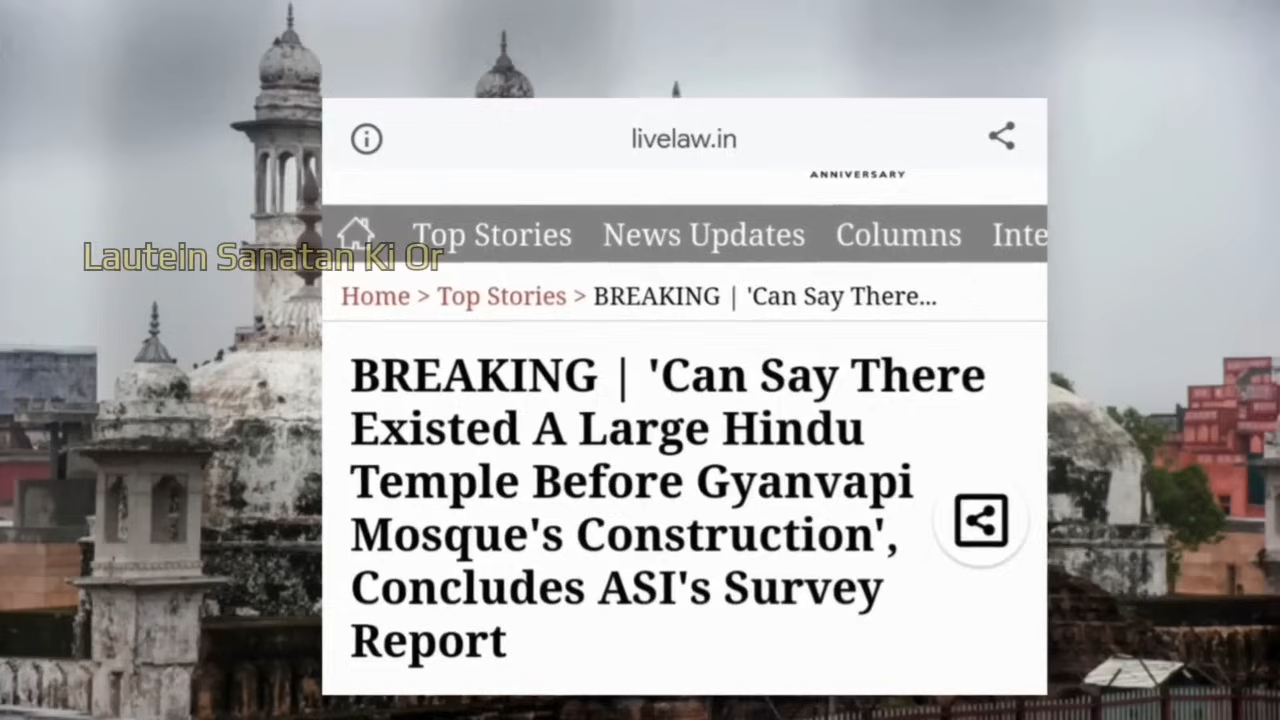 livelaw.in
ANNIVERSARY
Top Stories News Updates Columns Inte
Lautein Sanatan Ki Or
Home > Top Stories > BREAKING | 'Can Say There...
BREAKING | 'Can Say There
Existed A Large Hindu
Temple Before Gyanvapi
Mosque's Construction',
Concludes ASI's Survey
Report